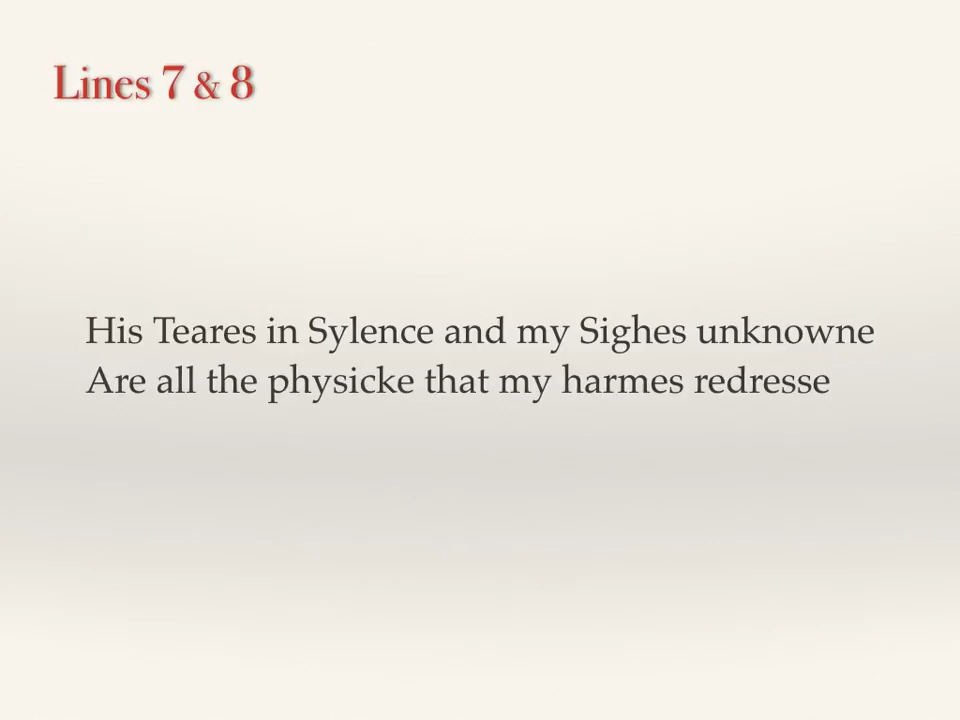 Lines 7 & 8
His Teares in Sylence and my Sighes unknowne
Are all the physicke that my harmes redresse